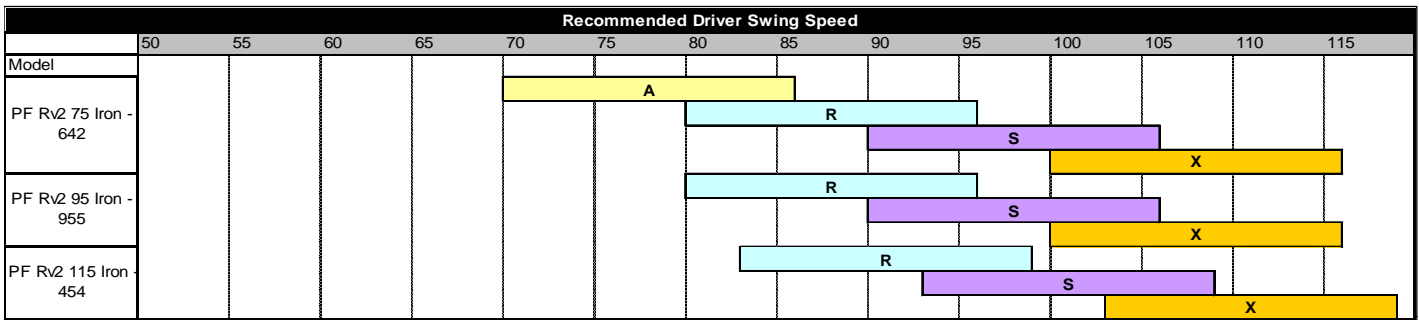 Recommended Driver Swing Speed
50 55 60 65 70 75 80 85 90 95 100 105 110 115
Model
PF Rv2 75 Iron -
642
A
R
S
X
PF Rv2 95 Iron -
955
R
S
X
PF Rv2 115 Iron -
454
R
S
X